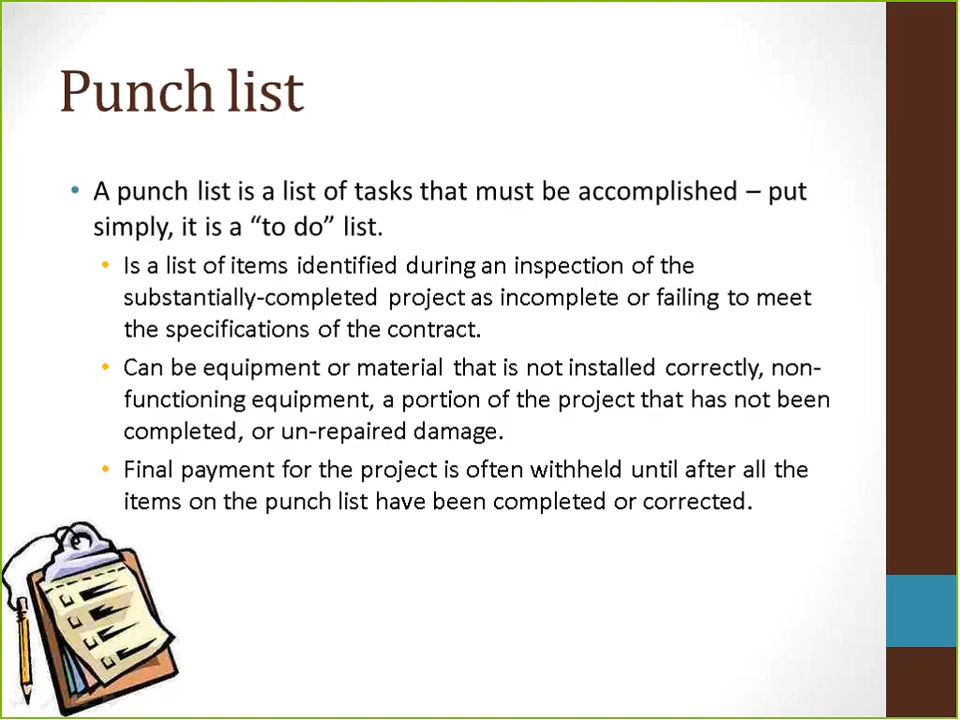 Punch list
• A punch list is a list of tasks that must be accomplished – put
simply, it is a “to do” list.
• Is a list of items identified during an inspection of the
substantially-completed project as incomplete or failing to meet
the specifications of the contract.
• Can be equipment or material that is not installed correctly, non-
functioning equipment, a portion of the project that has not been
completed, or un-repaired damage.
• Final payment for the project is often withheld until after all the
items on the punch list have been completed or corrected.